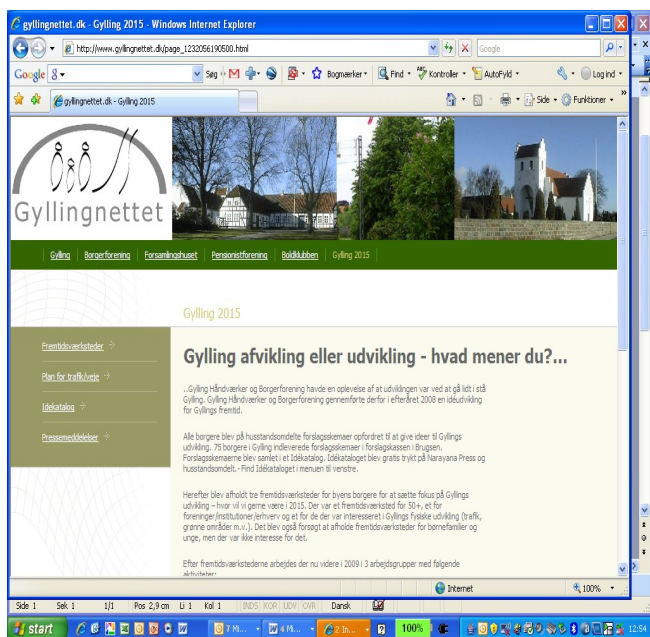 gyllingnettet.dk - Gylling 2015 - Windows Internet Explorer
http://www.gyllingnettet.dk/page_1232056190500.html
Google
Google
Søg
Bogmærker
Find
Kontroller
AutoFyld
Log ind
gyllingnettet.dk - Gylling 2015
Side
Funktioner
Gyllingnettet
Gylling
Borgerforening
Forsamlingshuset
Pensionistforening
Boldklubben
Gylling 2015
Gylling 2015
Fremtidsværksteder
Plan for trafik/veje
Idekatalog
Pressemeddelelser
Gylling afvikling eller udvikling - hvad mener du?...
..Gylling Håndværker og Borgerforening havde en oplevelse af at udviklingen var ved at gå lidt i stå
Gylling. Gylling Håndværker og Borgerforening gennemførte derfor i efteråret 2008 en idéudvikling
for Gyllings fremtid.
Alle borgere blev på husstandsomdelte forslagsskemaer opfordret til at give ideer til Gyllings
udvikling. 75 borgere i Gylling indleverede forslagsskemaer i forslagskassen i Brugsen.
Forslagsskemaerne blev samlet i et Idékatalog. Idékataloget blev gratis trykt på Narayana Press og
husstandsomdelt. - Find Idékataloget i menuen til venstre.
Herefter blev afholdt tre fremtidsværksteder for byens borgere for at sætte fokus på Gyllings
udvikling – hvor vil vi gerne være i 2015. Der var et fremtidsværksted for 50+, et for
foreninger/institutioner/erhverv og et for de der var interesseret i Gyllings fysiske udvikling (trafik,
grønne områder m.v.). Det blev også forsøgt at afholde fremtidsværksteder for børnefamilier og
unge, men der var ikke interesse for det.
Efter fremtidsværkstederne arbejdes der nu videre i 2009 i 3 arbejdsgrupper med følgende
aktiviteter:
Internet
100%
Side 1 Sek 1 1/1 Pos 2,9 cm Li 1 Kol 1 INDS KOR UDV OVR Dansk
start
7 Mi...
4 Mi...
2 In...
100%
12:54